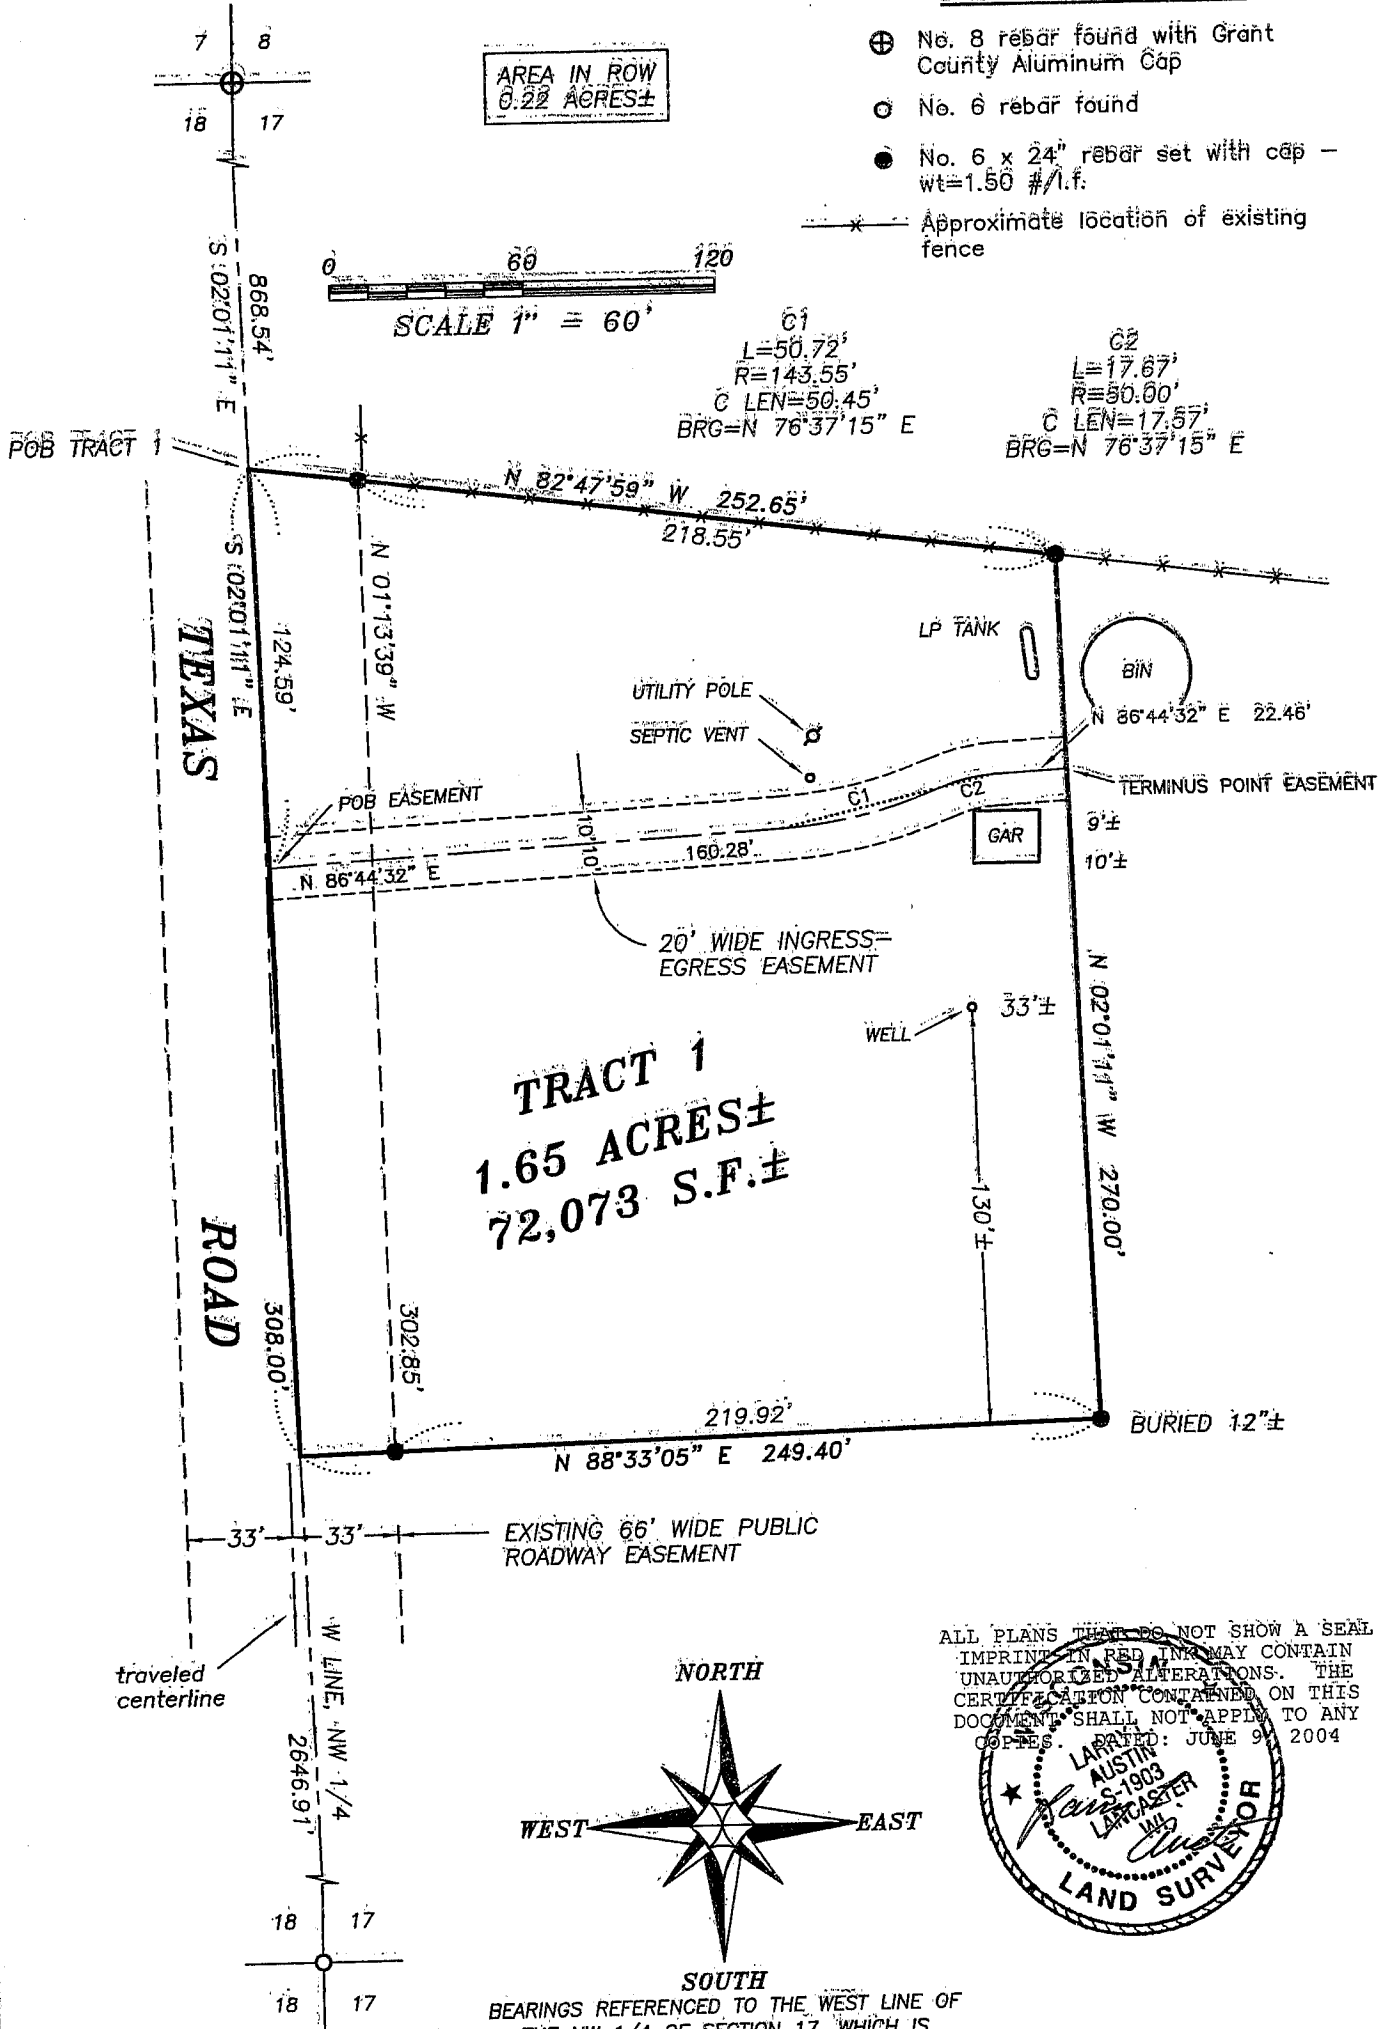 7 8
18 17
AREA IN ROW
0.22 ACRES±
No. 8 rebar found with Grant
County Aluminum Cap
No. 6 rebar found
No. 6 x 24" rebar set with cap –
wt=1.50 #/l.f.
Approximate location of existing
fence
0 60 120
SCALE 1" = 60'
C1
L=50.72'
R=143.55'
C LEN=50.45'
BRG=N 76°37'15" E
C2
L=17.67'
R=50.00'
C LEN=17.57'
BRG=N 76°37'15" E
868.54'
S 02°01'11" E
POB TRACT 1
N 82°47'59" W 252.65'
218.55'
S 02°01'11" E
124.59'
N 01°13'39" W
TEXAS
LP TANK
BIN
UTILITY POLE
SEPTIC VENT
N 86°44'32" E 22.46'
POB EASEMENT
C1
C2
TERMINUS POINT EASEMENT
GAR
9'±
10'±
10'
10'
160.28'
N 86°44'32" E
20' WIDE INGRESS-
EGRESS EASEMENT
WELL
33'±
N 02°01'11" W 270.00'
TRACT 1
1.65 ACRES±
72,073 S.F.±
130'±
ROAD
308.00'
302.85'
219.92'
N 88°33'05" E 249.40'
BURIED 12"±
33'
33'
EXISTING 66' WIDE PUBLIC
ROADWAY EASEMENT
traveled
centerline
W LINE, NW 1/4
2646.91'
NORTH
WEST
EAST
SOUTH
ALL PLANS THAT DO NOT SHOW A SEAL
IMPRINT IN RED INK MAY CONTAIN
UNAUTHORIZED ALTERATIONS. THE
CERTIFICATION CONTAINED ON THIS
DOCUMENT SHALL NOT APPLY TO ANY
COPIES. DATED: JUNE 9, 2004
WISCONSIN
LARRY
AUSTIN
S-1903
LANCASTER
WI.
LAND SURVEYOR
18 17
18 17
BEARINGS REFERENCED TO THE WEST LINE OF
THE NW 1/4 OF SECTION 17, WHICH IS